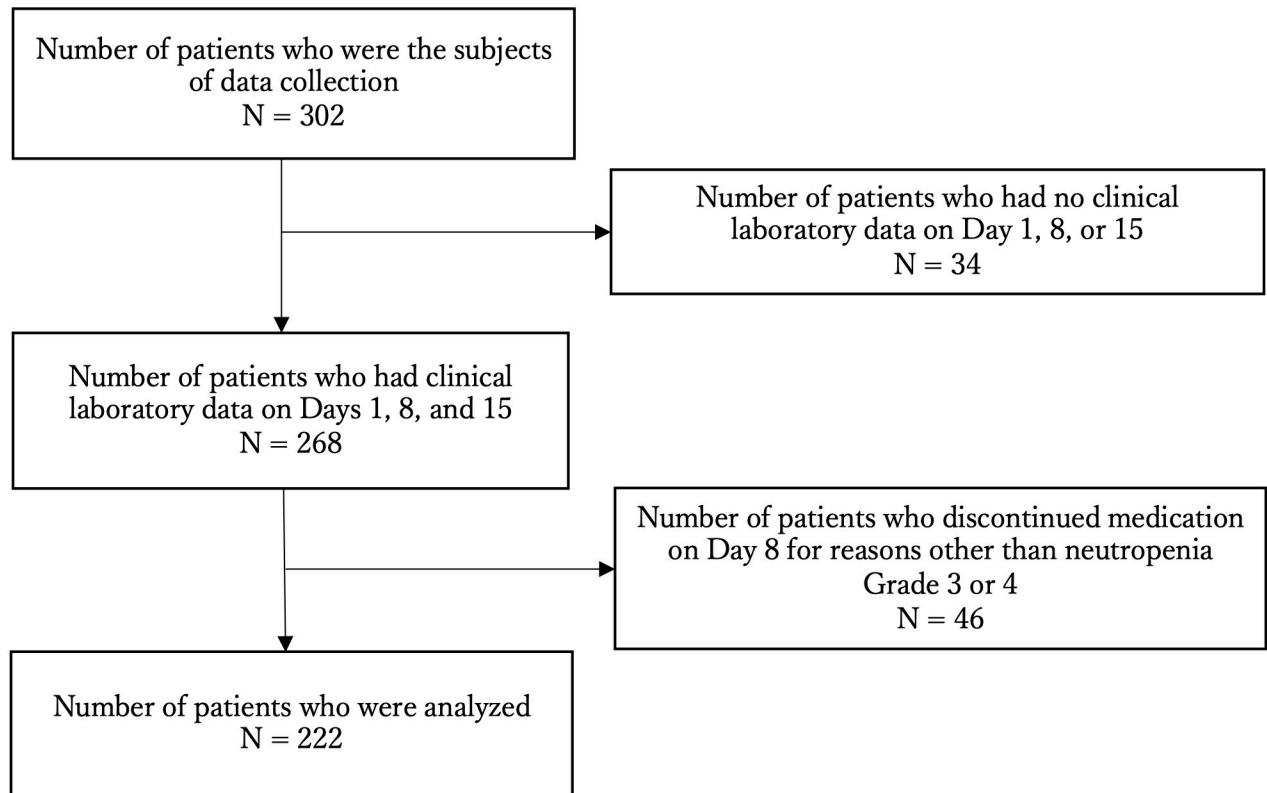 Number of patients who were the subjects
of data collection
N = 302
Number of patients who had no clinical
laboratory data on Day 1, 8, or 15
N = 34
Number of patients who had clinical
laboratory data on Days 1, 8, and 15
N = 268
Number of patients who discontinued medication
on Day 8 for reasons other than neutropenia
Grade 3 or 4
N = 46
Number of patients who were analyzed
N = 222